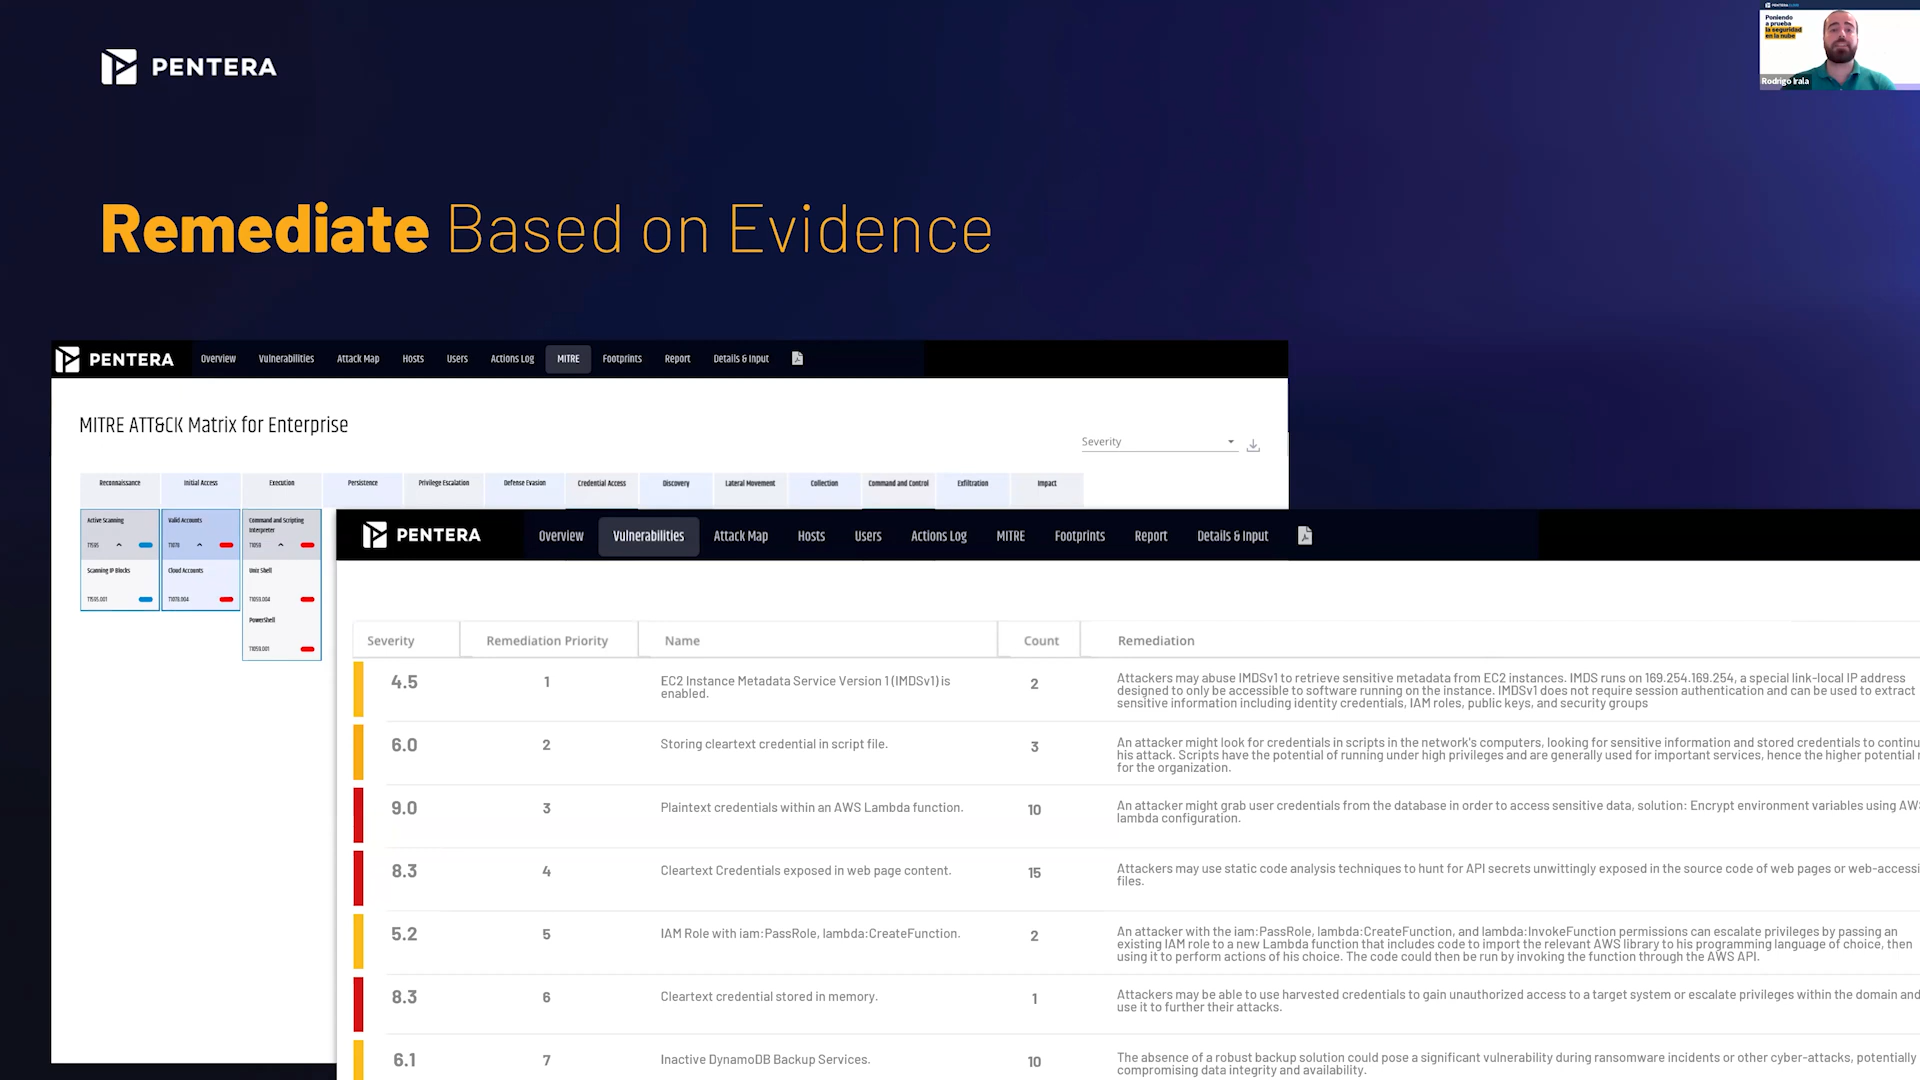 PENTERA
Poniendo
a prueba
la seguridad
en la nube
Rodrigo Irala
Remediate Based on Evidence
PENTERA Overview Vulnerabilities Attack Map Hosts Users Actions Log MITRE Footprints Report Details & Input
MITRE ATT&CK Matrix for Enterprise
Severity
Reconnaissance Initial Access Execution Persistence Privilege Escalation Defense Evasion Credential Access Discovery Lateral Movement Collection Command and Control Exfiltration Impact
Active Scanning
T1595
Scanning IP Blocks
T1595.001
Valid Accounts
T1078
Cloud Accounts
T1078.004
Command and Scripting
Interpreter
T1059
Unix Shell
T1059.004
PowerShell
T1059.001
PENTERA Overview Vulnerabilities Attack Map Hosts Users Actions Log MITRE Footprints Report Details & Input
Severity Remediation Priority Name Count Remediation
4.5 1 EC2 Instance Metadata Service Version 1 (IMDSv1) is
enabled.
2
Attackers may abuse IMDSv1 to retrieve sensitive metadata from EC2 instances. IMDS runs on 169.254.169.254, a special link-local IP address
designed to only be accessible to software running on the instance. IMDSv1 does not require session authentication and can be used to extract
sensitive information including identity credentials, IAM roles, public keys, and security groups
6.0 2 Storing cleartext credential in script file. 3
An attacker might look for credentials in scripts in the network's computers, looking for sensitive information and stored credentials to continu
his attack. Scripts have the potential of running under high privileges and are generally used for important services, hence the higher potential
for the organization.
9.0 3 Plaintext credentials within an AWS Lambda function. 10
An attacker might grab user credentials from the database in order to access sensitive data, solution: Encrypt environment variables using AWS
lambda configuration.
8.3 4 Cleartext Credentials exposed in web page content. 15
Attackers may use static code analysis techniques to hunt for API secrets unwittingly exposed in the source code of web pages or web-accessi
files.
5.2 5 IAM Role with iam:PassRole, lambda:CreateFunction. 2
An attacker with the iam:PassRole, lambda:CreateFunction, and lambda:InvokeFunction permissions can escalate privileges by passing an
existing IAM role to a new Lambda function that includes code to import the relevant AWS library to his programming language of choice, then
using it to perform actions of his choice. The code could then be run by invoking the function through the AWS API.
8.3 6 Cleartext credential stored in memory. 1
Attackers may be able to use harvested credentials to gain unauthorized access to a target system or escalate privileges within the domain and
use it to further their attacks.
6.1 7 Inactive DynamoDB Backup Services. 10
The absence of a robust backup solution could pose a significant vulnerability during ransomware incidents or other cyber-attacks, potentially
compromising data integrity and availability.